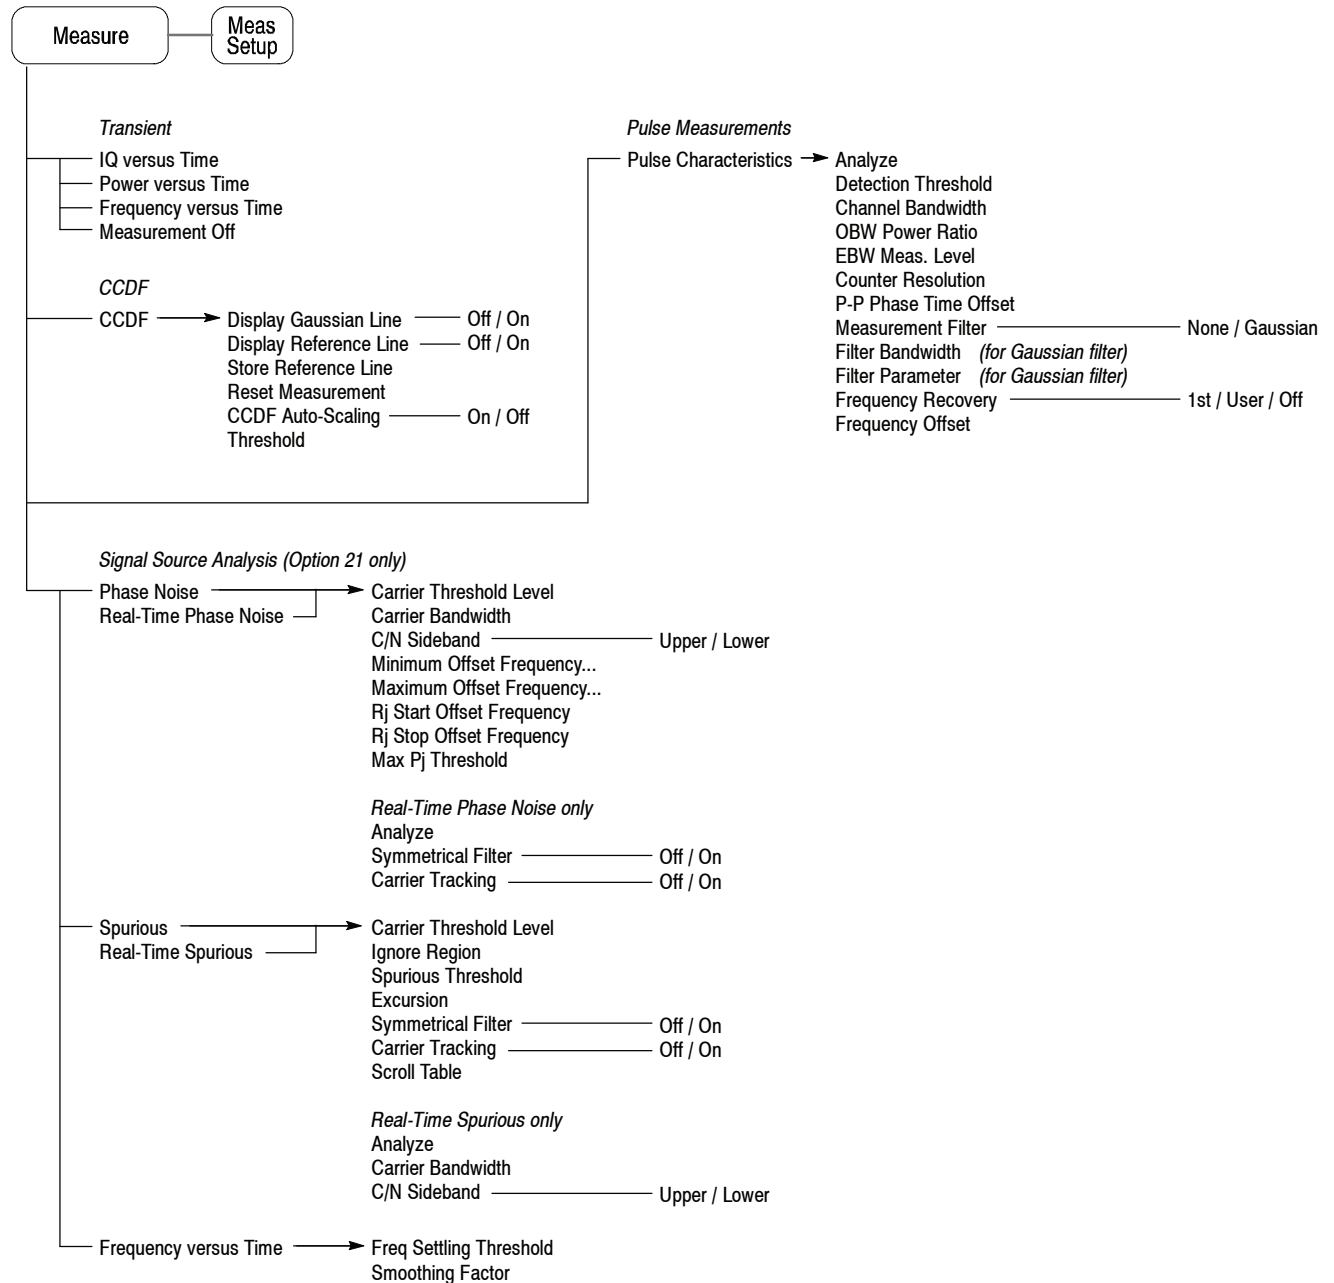 Measure
Meas
Setup
Transient
IQ versus Time
Power versus Time
Frequency versus Time
Measurement Off
CCDF
CCDF
Display Gaussian Line Off / On
Display Reference Line Off / On
Store Reference Line
Reset Measurement
CCDF Auto-Scaling On / Off
Threshold
Pulse Measurements
Pulse Characteristics
Analyze
Detection Threshold
Channel Bandwidth
OBW Power Ratio
EBW Meas. Level
Counter Resolution
P-P Phase Time Offset
Measurement Filter None / Gaussian
Filter Bandwidth (for Gaussian filter)
Filter Parameter (for Gaussian filter)
Frequency Recovery 1st / User / Off
Frequency Offset
Signal Source Analysis (Option 21 only)
Phase Noise
Real-Time Phase Noise
Carrier Threshold Level
Carrier Bandwidth
C/N Sideband Upper / Lower
Minimum Offset Frequency...
Maximum Offset Frequency...
Rj Start Offset Frequency
Rj Stop Offset Frequency
Max Pj Threshold
Real-Time Phase Noise only
Analyze
Symmetrical Filter Off / On
Carrier Tracking Off / On
Spurious
Real-Time Spurious
Carrier Threshold Level
Ignore Region
Spurious Threshold
Excursion
Symmetrical Filter Off / On
Carrier Tracking Off / On
Scroll Table
Real-Time Spurious only
Analyze
Carrier Bandwidth
C/N Sideband Upper / Lower
Frequency versus Time
Freq Settling Threshold
Smoothing Factor